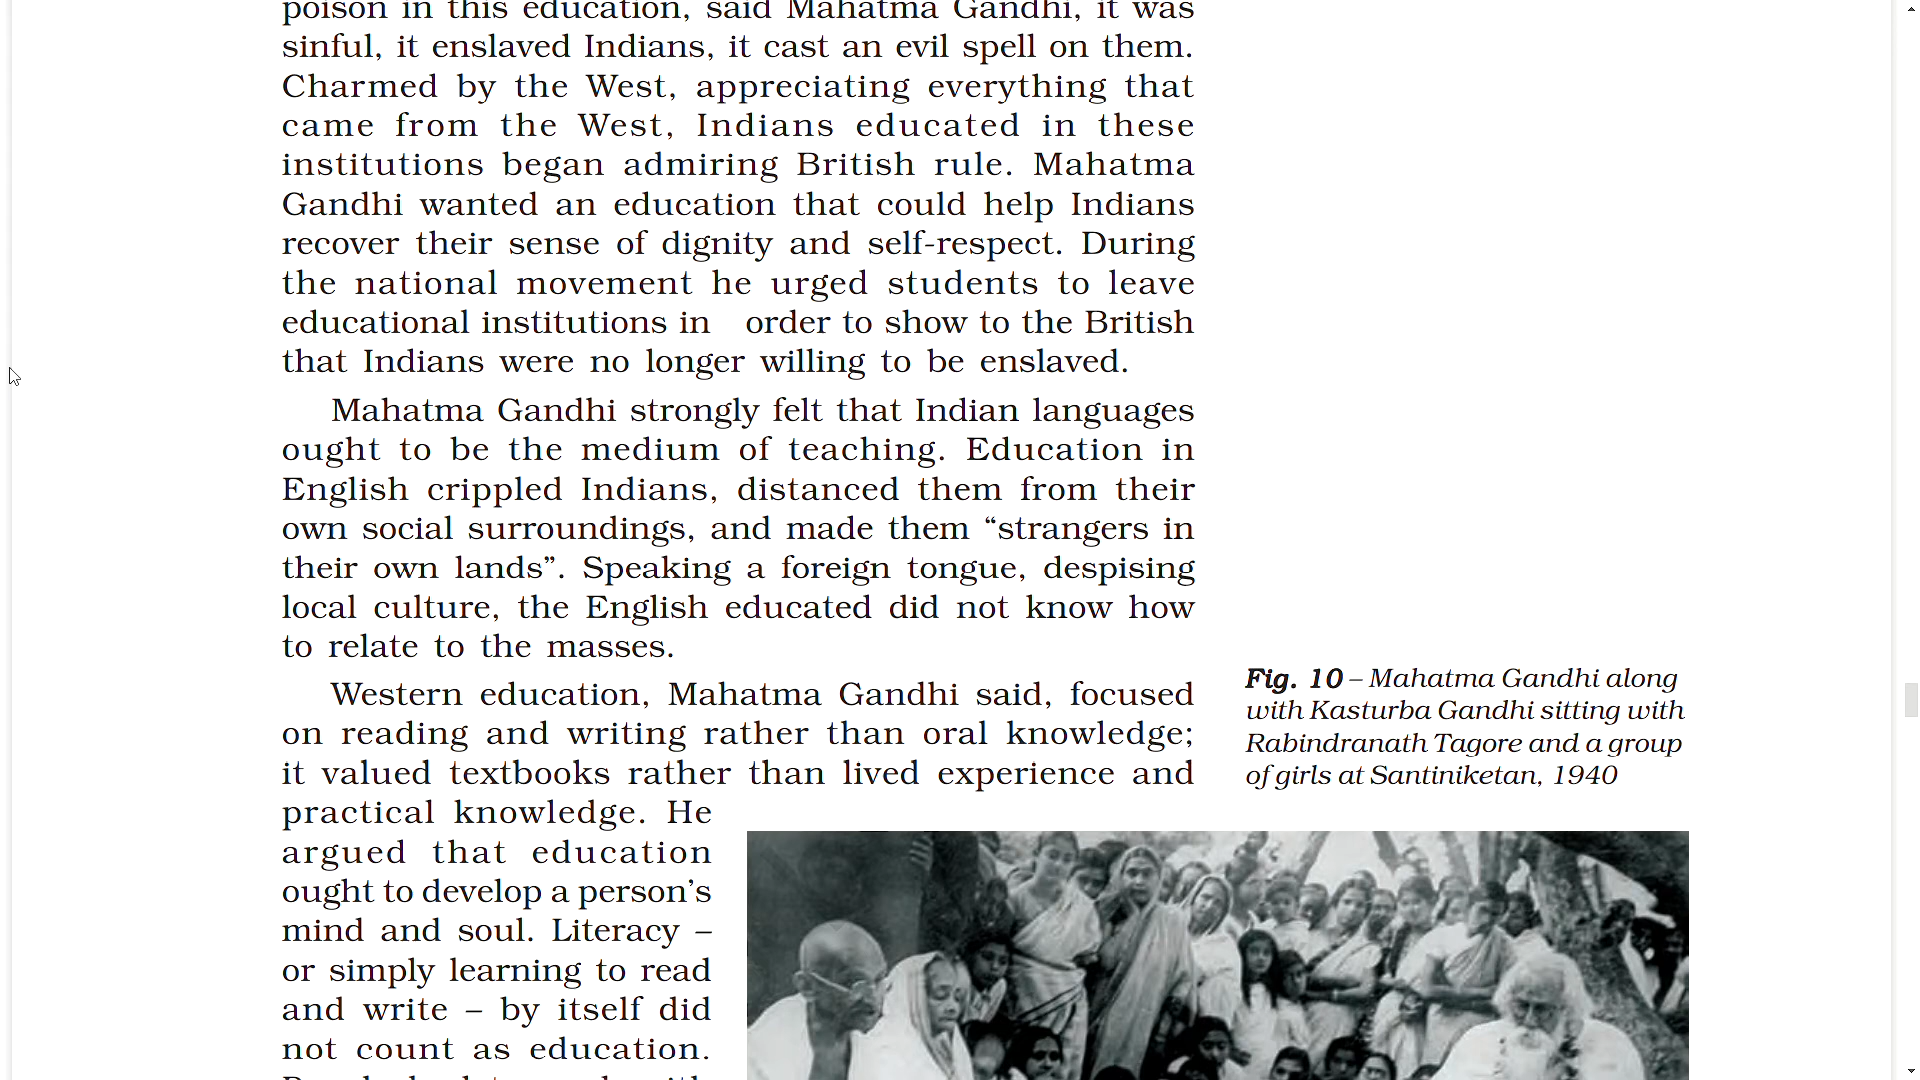 poison in this education, said Mahatma Gandhi, it was
sinful, it enslaved Indians, it cast an evil spell on them.
Charmed by the West, appreciating everything that
came from the West, Indians educated in these
institutions began admiring British rule. Mahatma
Gandhi wanted an education that could help Indians
recover their sense of dignity and self-respect. During
the national movement he urged students to leave
educational institutions in order to show to the British
that Indians were no longer willing to be enslaved.
Mahatma Gandhi strongly felt that Indian languages
ought to be the medium of teaching. Education in
English crippled Indians, distanced them from their
own social surroundings, and made them “strangers in
their own lands”. Speaking a foreign tongue, despising
local culture, the English educated did not know how
to relate to the masses.
Western education, Mahatma Gandhi said, focused
on reading and writing rather than oral knowledge;
it valued textbooks rather than lived experience and
practical knowledge. He
argued that education
ought to develop a person’s
mind and soul. Literacy –
or simply learning to read
and write – by itself did
not count as education.
Fig. 10 – Mahatma Gandhi along
with Kasturba Gandhi sitting with
Rabindranath Tagore and a group
of girls at Santiniketan, 1940